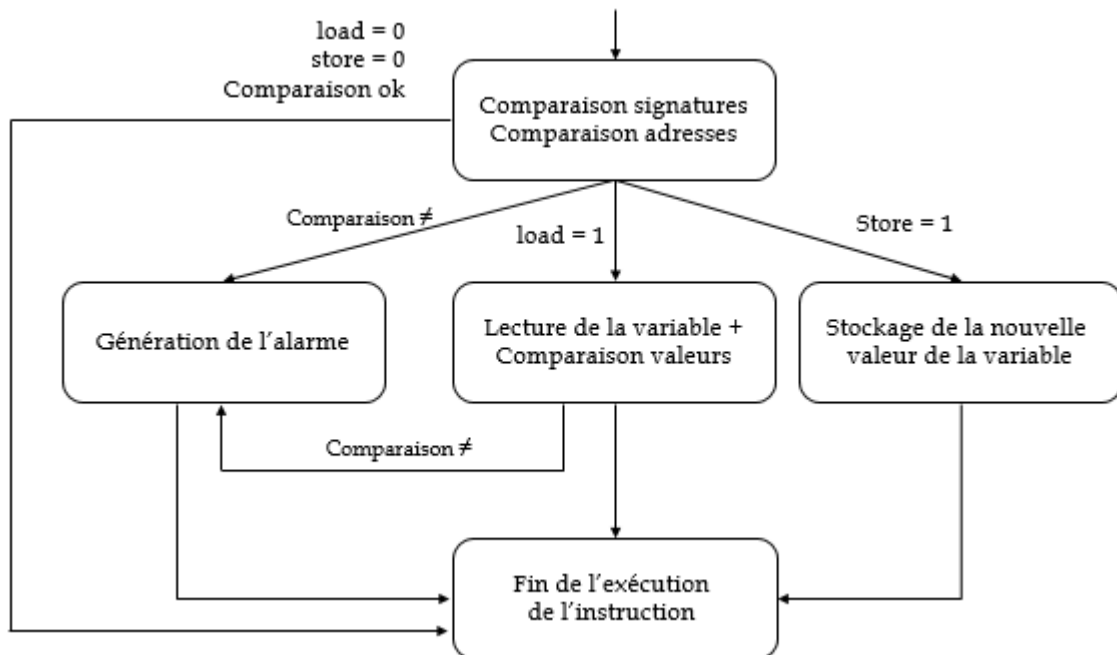 load = 0
store = 0
Comparaison ok
Comparaison signatures
Comparaison adresses
Comparaison ≠
load = 1
Store = 1
Génération de l’alarme
Lecture de la variable +
Comparaison valeurs
Stockage de la nouvelle
valeur de la variable
Comparaison ≠
Fin de l’exécution
de l’instruction